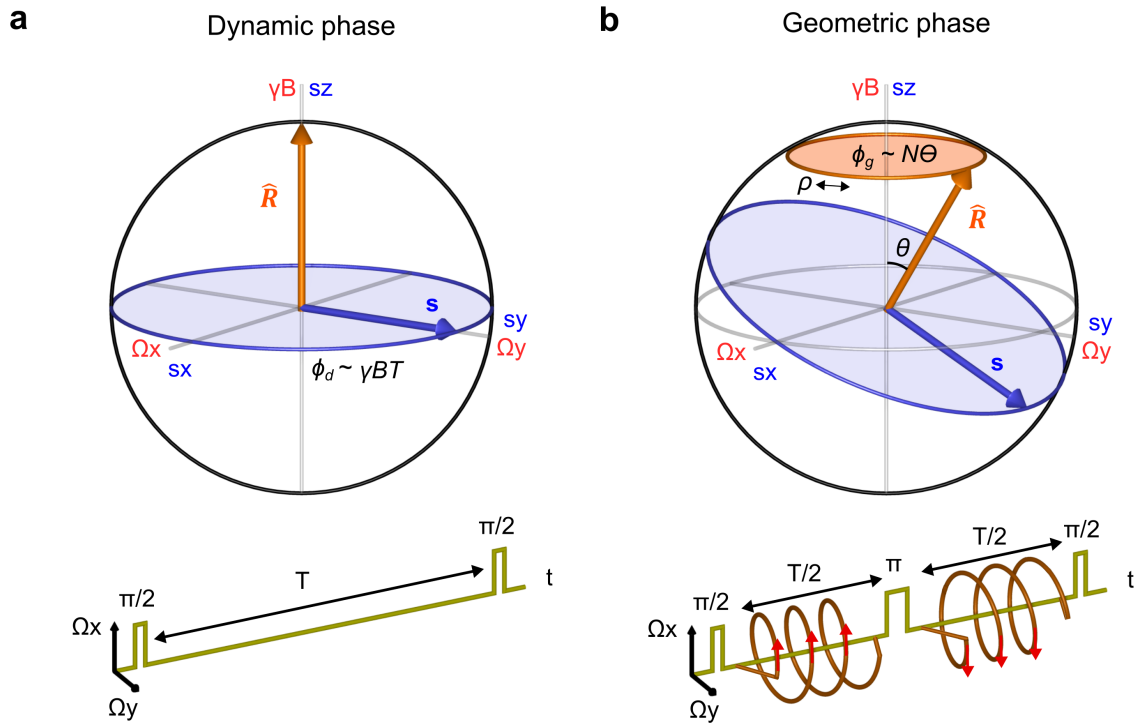 a
Dynamic phase
γB sz
R̂
s
Ωx
sx
sy
Ωy
ϕd ~ γBT
π/2
T
π/2
t
Ωx
Ωy
b
Geometric phase
γB sz
ϕg ~ NΘ
ρ
R̂
θ
s
Ωx
sx
sy
Ωy
π/2
T/2
π
T/2
π/2
t
Ωx
Ωy